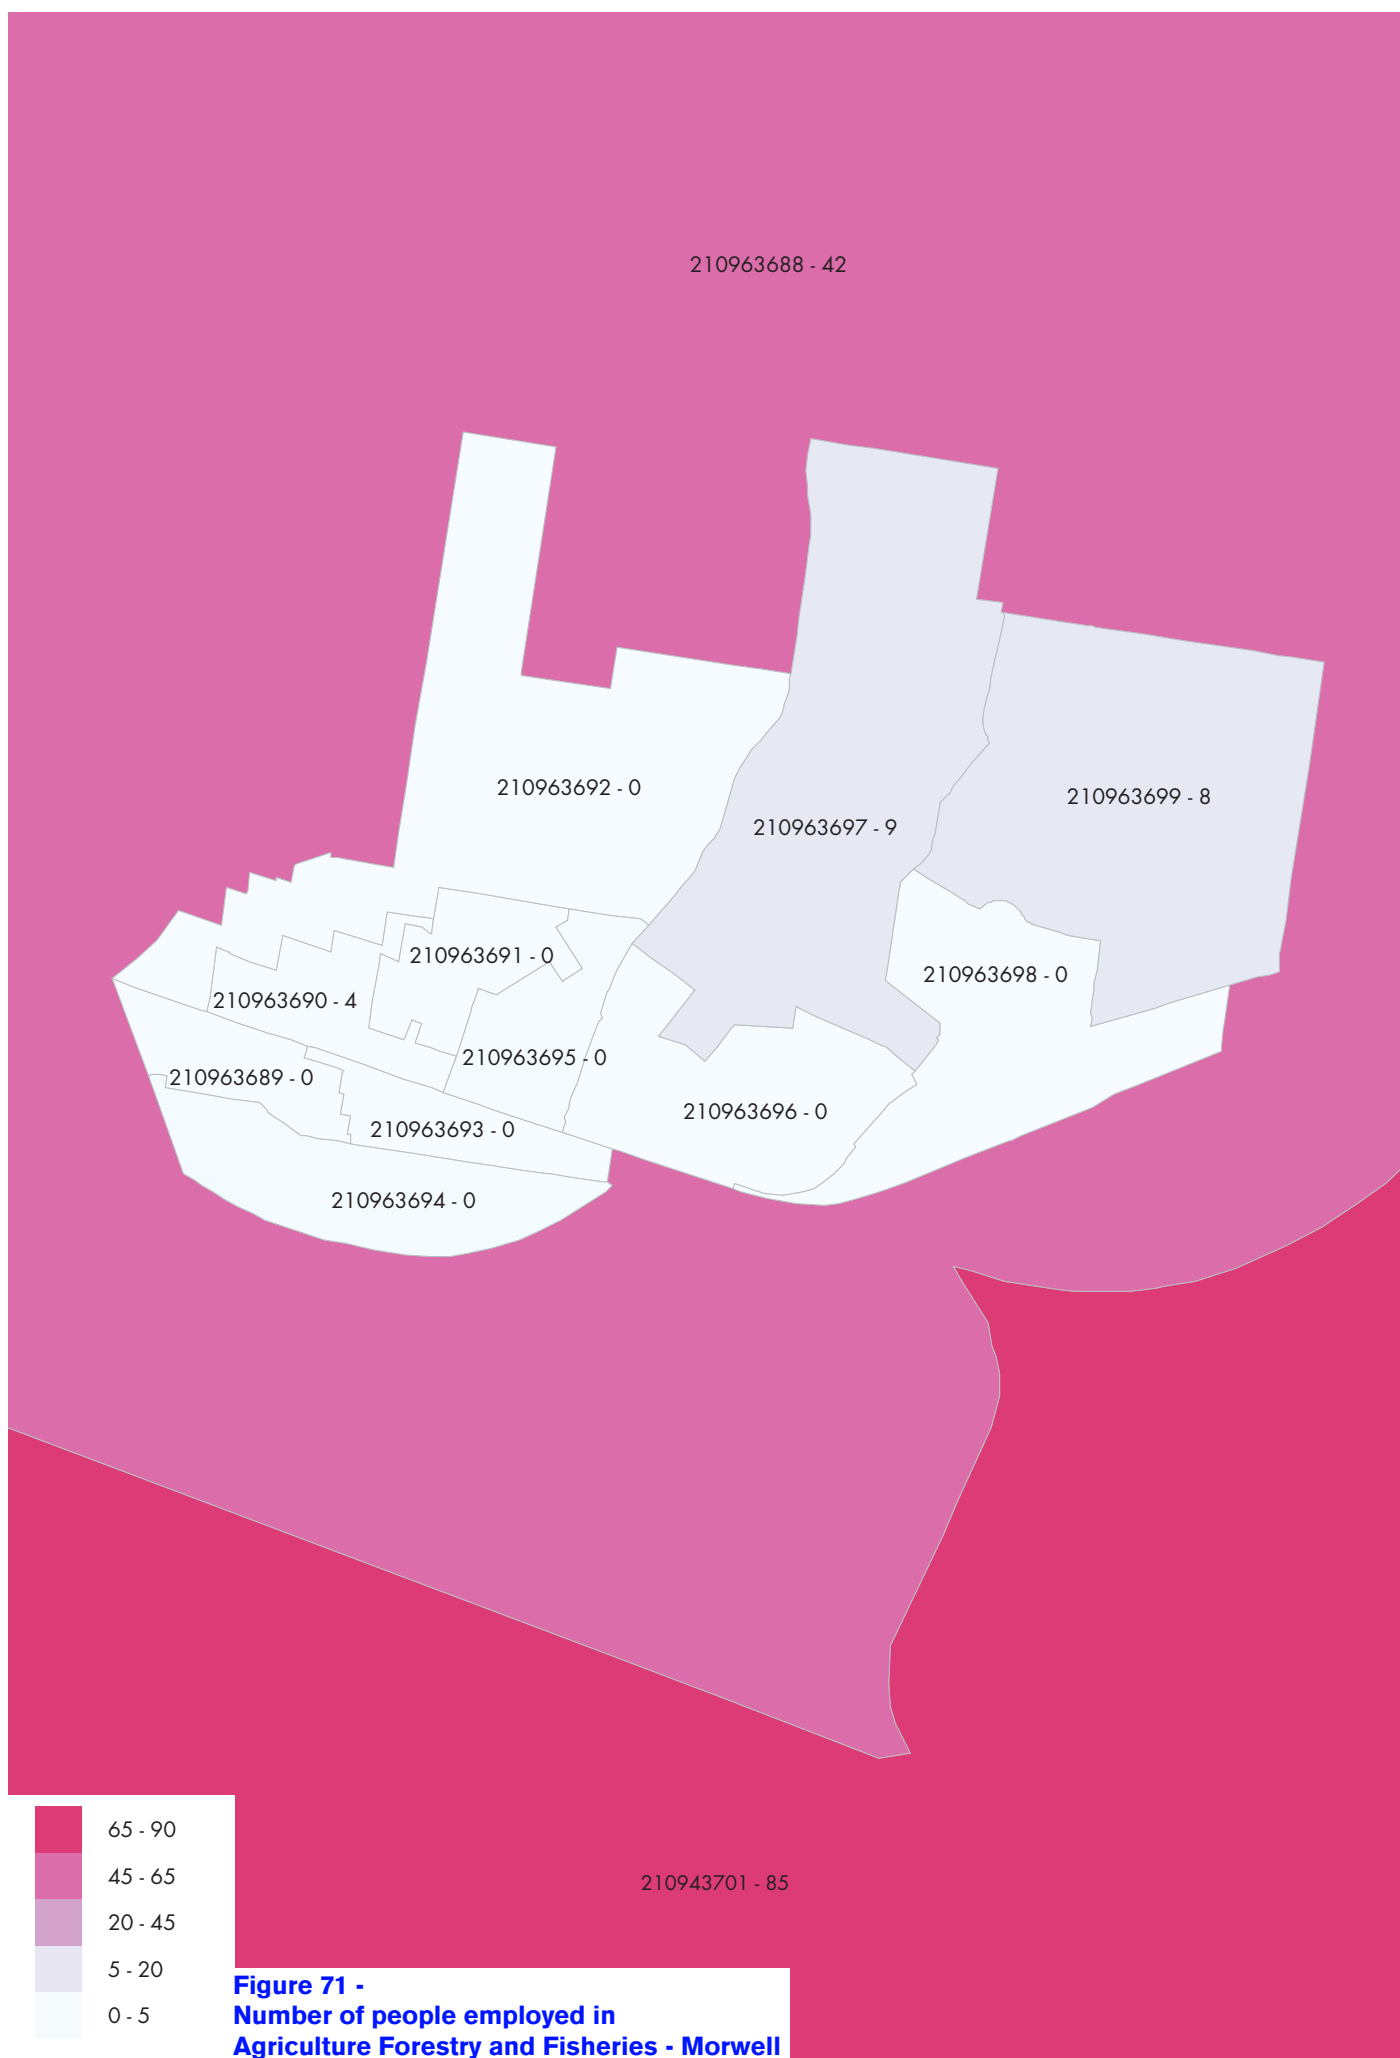 210963688 - 42
210963692 - 0
210963699 - 8
210963697 - 9
210963691 - 0
210963698 - 0
210963690 - 4
210963695 - 0
210963689 - 0
210963696 - 0
210963693 - 0
210963694 - 0
65 - 90
45 - 65
210943701 - 85
20 - 45
5 - 20
0 - 5
Figure 71 -
Number of people employed in
Agriculture Forestry and Fisheries - Morwell